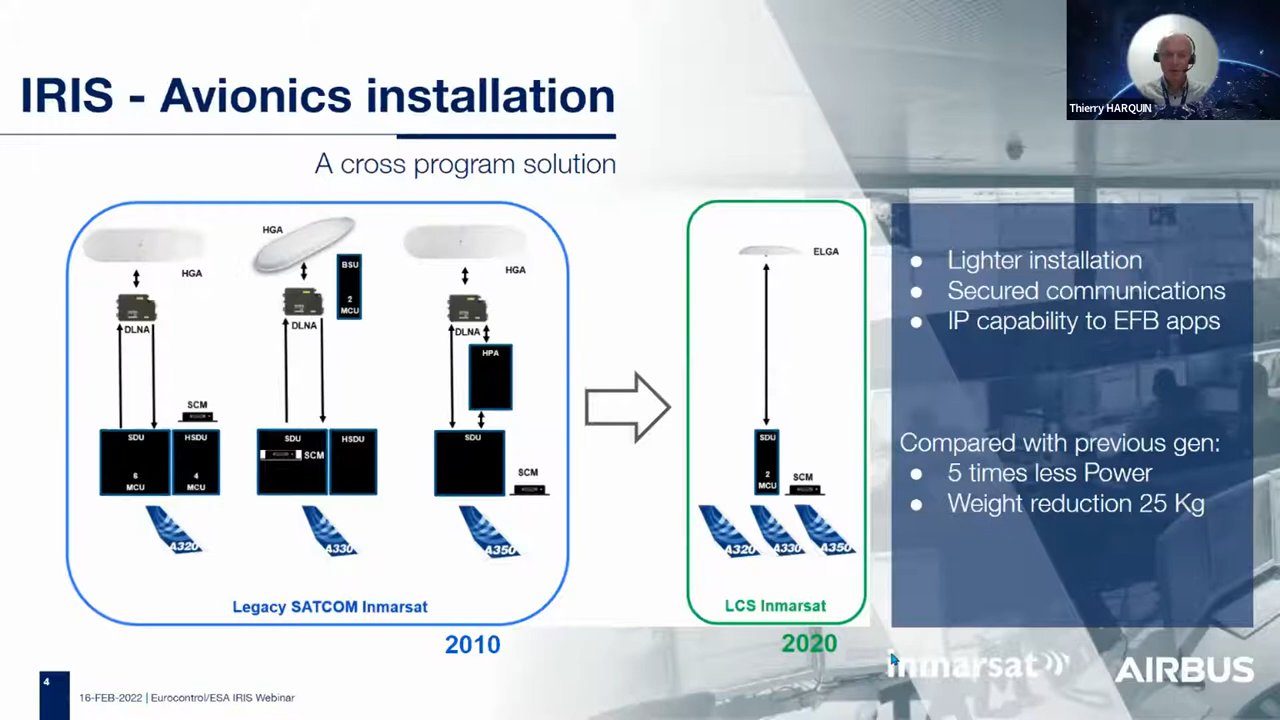 Thierry HARQUIN
IRIS - Avionics installation
A cross program solution
HGA
DLNA
SCM
SDU
6
MCU
HSDU
4
MCU
A320
HGA
BSU
2
MCU
DLNA
SDU
SCM
HSDU
A330
HGA
DLNA
HPA
SDU
SCM
A350
Legacy SATCOM Inmarsat
2010
ELGA
SDU
2
MCU
SCM
A320
A330
A350
LCS Inmarsat
2020
● Lighter installation
● Secured communications
● IP capability to EFB apps
Compared with previous gen:
● 5 times less Power
● Weight reduction 25 Kg
inmarsat
AIRBUS
4
16-FEB-2022 | Eurocontrol/ESA IRIS Webinar